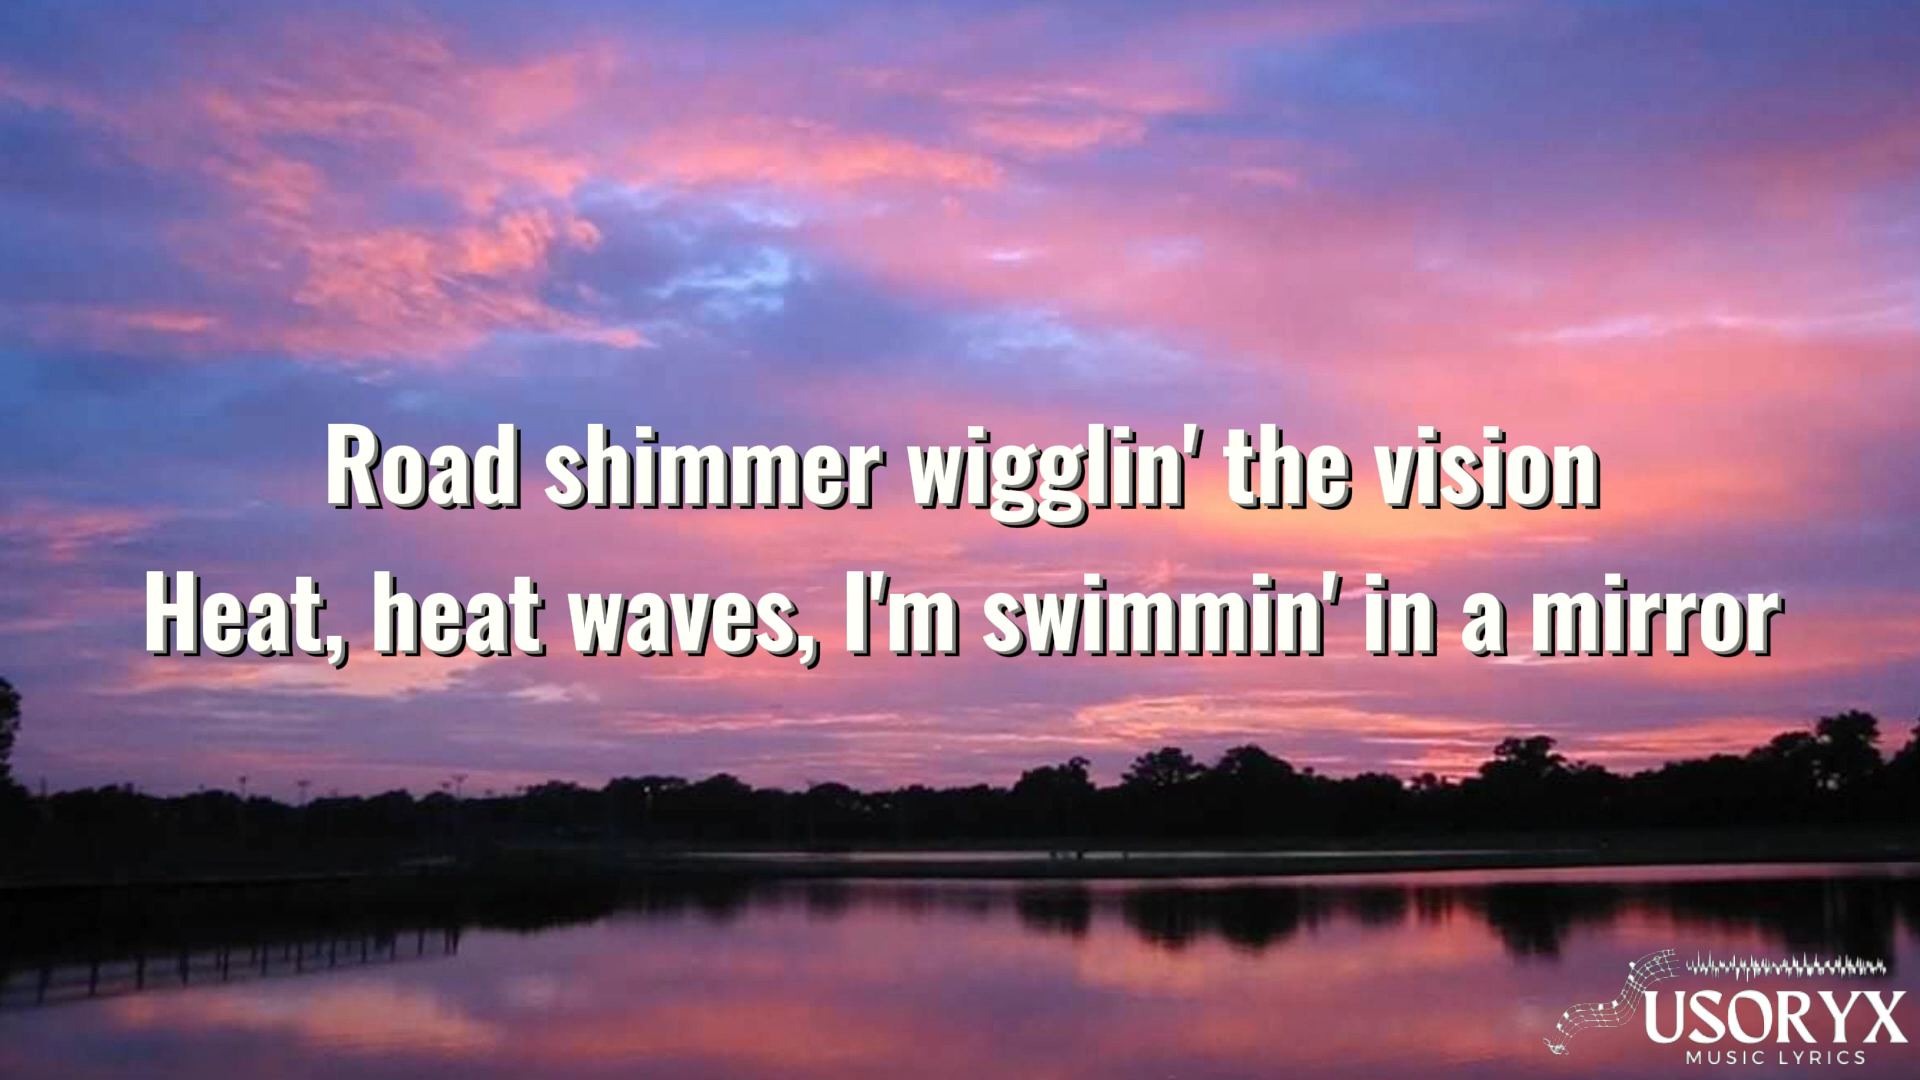 Road shimmer wigglin' the vision
Heat, heat waves, I'm swimmin' in a mirror
USORYX
MUSIC LYRICS